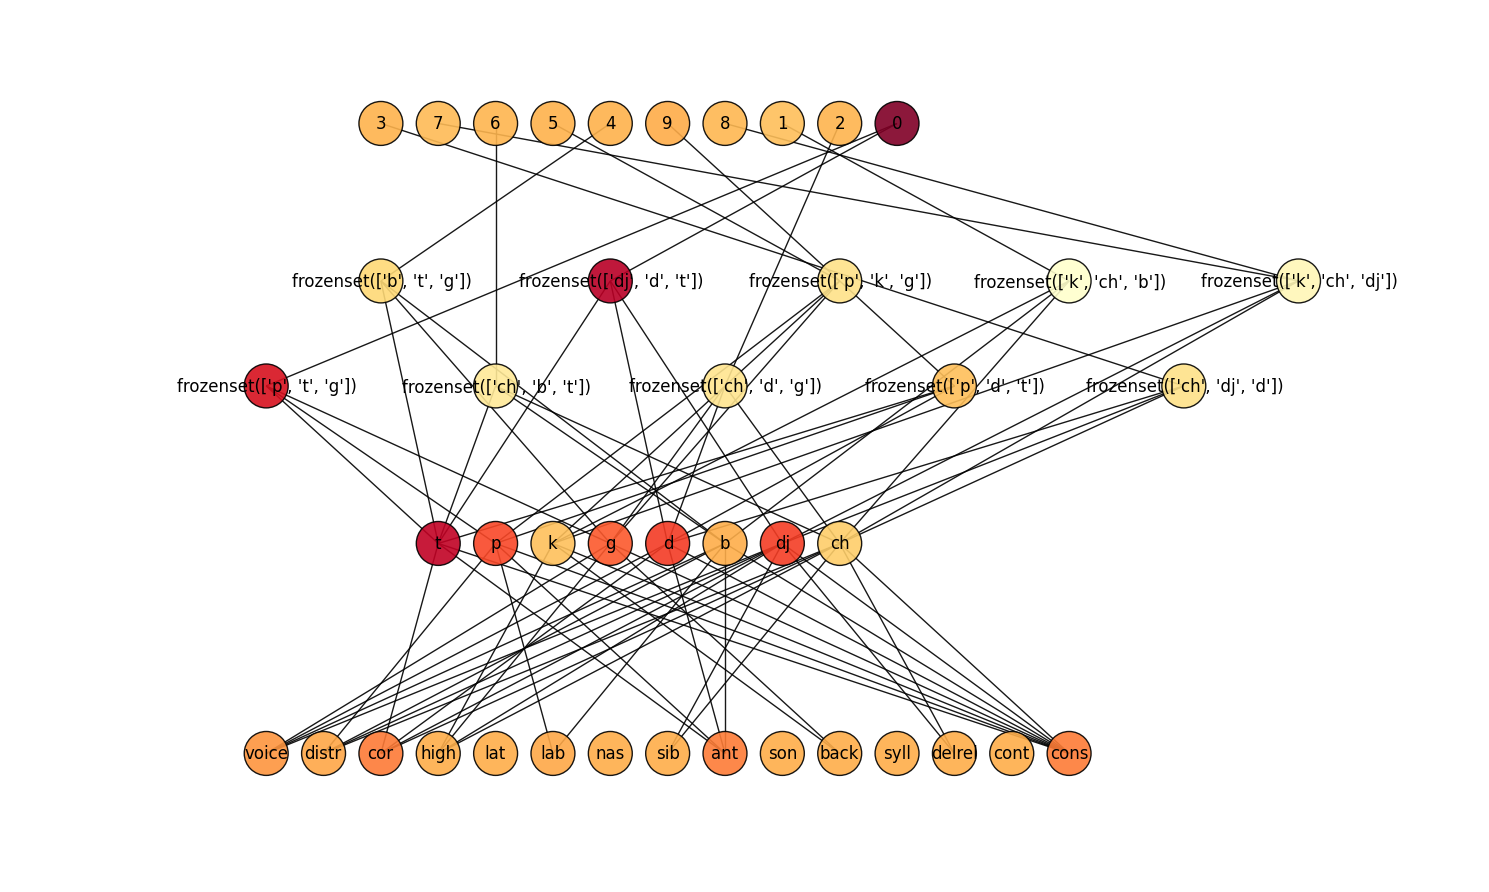 3 7 6 5 4 9 8 1 2 0
frozenset(['b', 't', 'g']) frozenset(['dj', 'd', 't']) frozenset(['p', 'k', 'g']) frozenset(['k', 'ch', 'b']) frozenset(['k', 'ch', 'dj'])
frozenset(['p', 't', 'g']) frozenset(['ch', 'b', 't']) frozenset(['ch', 'd', 'g']) frozenset(['p', 'd', 't']) frozenset(['ch', 'dj', 'd'])
t p k g d b dj ch
voice distr cor high lat lab nas sib ant son back syll delrel cont cons